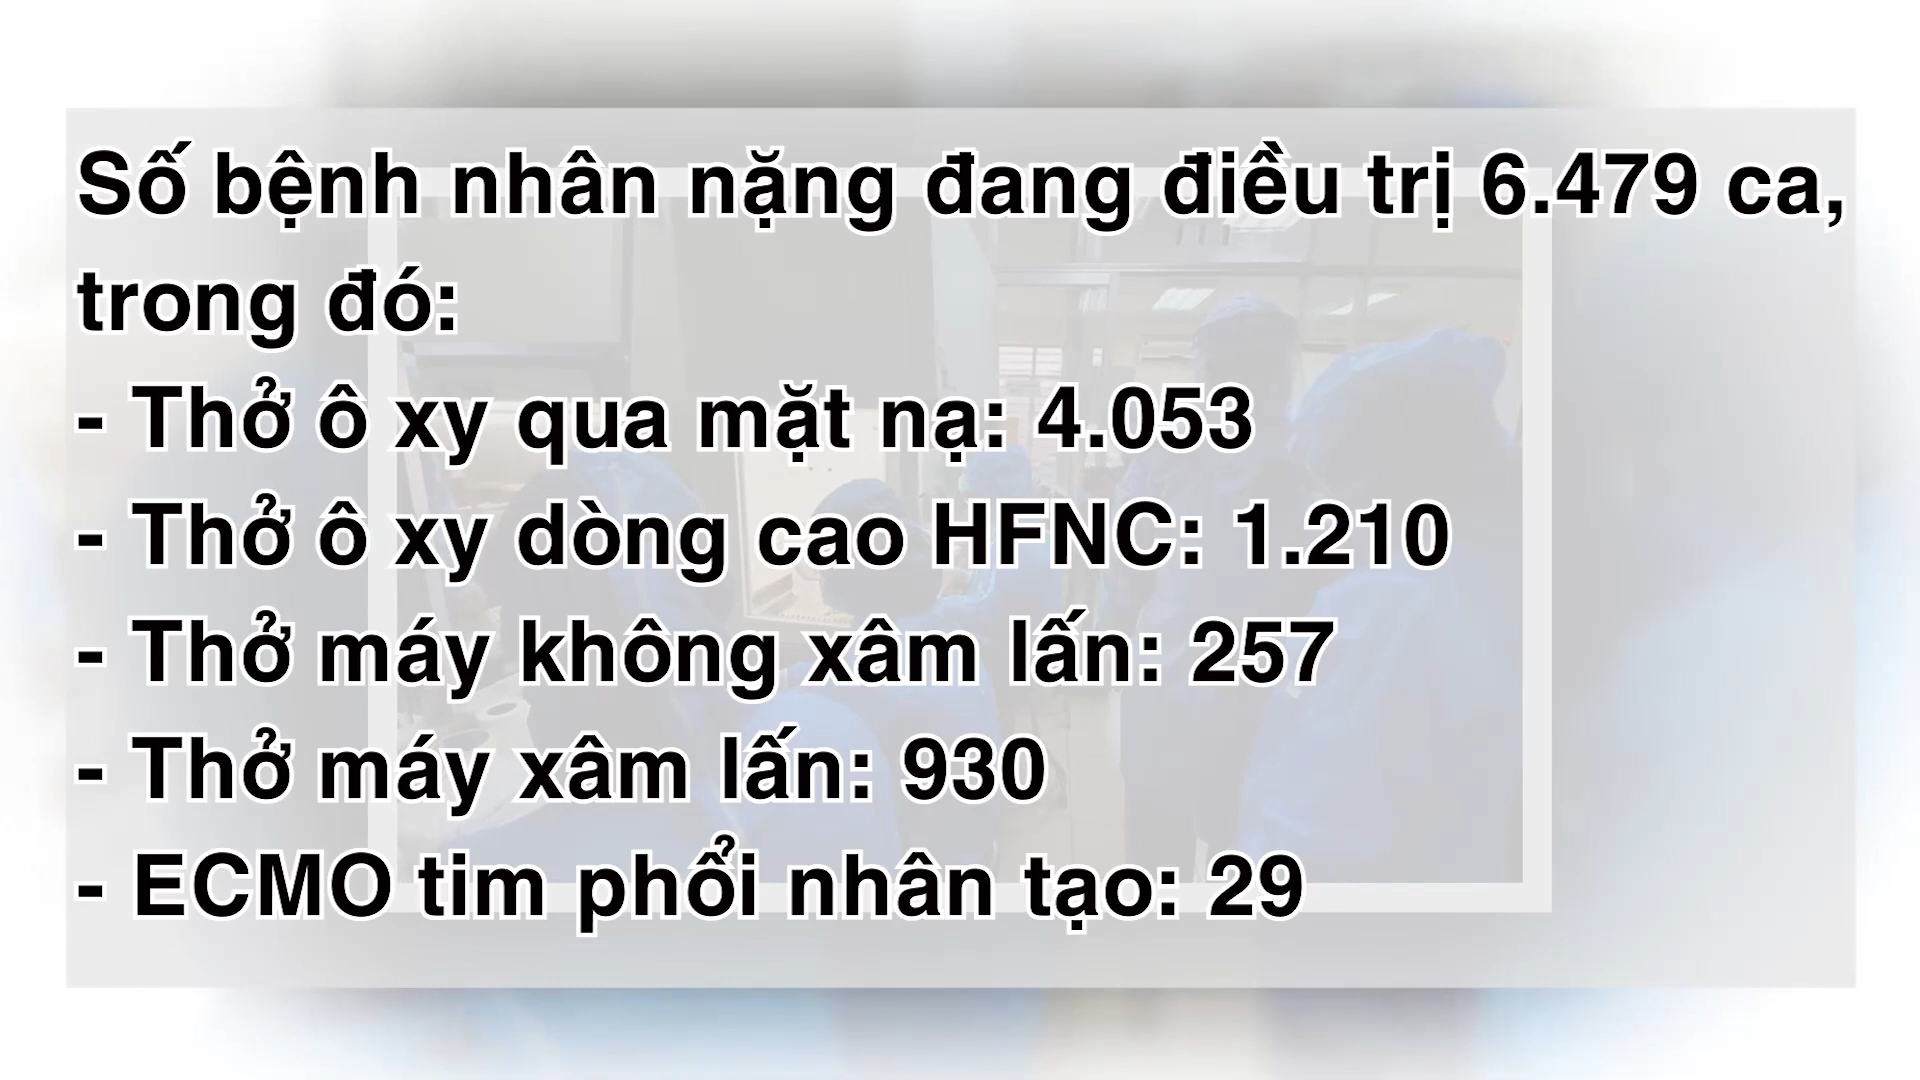 Số bệnh nhân nặng đang điều trị 6.479 ca,
trong đó:
- Thở ô xy qua mặt nạ: 4.053
- Thở ô xy dòng cao HFNC: 1.210
- Thở máy không xâm lấn: 257
- Thở máy xâm lấn: 930
- ECMO tim phổi nhân tạo: 29